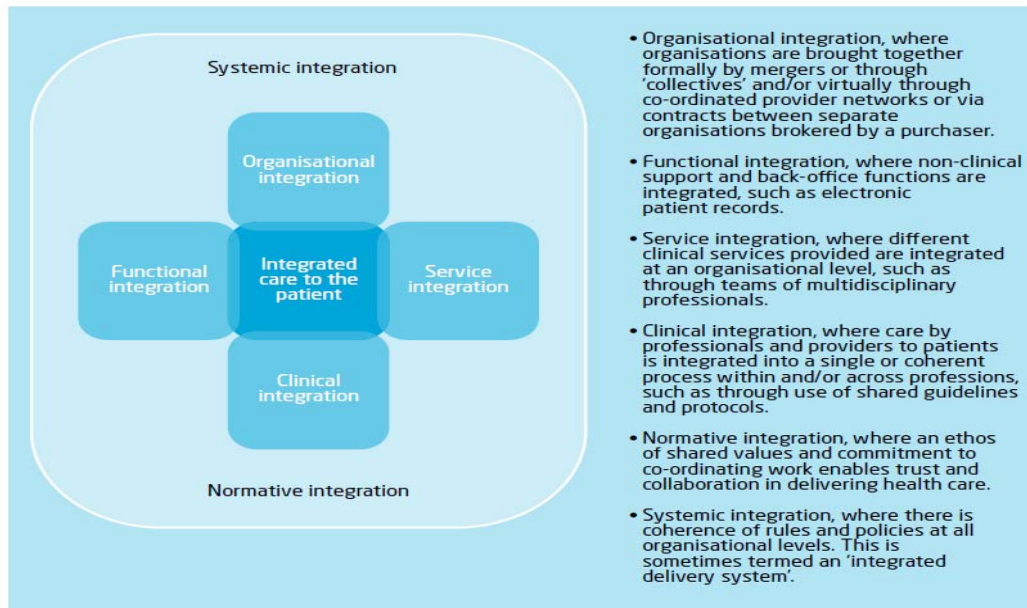 Systemic integration
Organisational
integration
Functional
integration
Integrated
care to the
patient
Service
integration
Clinical
integration
Normative integration
• Organisational integration, where
organisations are brought together
formally by mergers or through
‘collectives’ and/or virtually through
co-ordinated provider networks or via
contracts between separate
organisations brokered by a purchaser.
• Functional integration, where non-clinical
support and back-office functions are
integrated, such as electronic
patient records.
• Service integration, where different
clinical services provided are integrated
at an organisational level, such as
through teams of multidisciplinary
professionals.
• Clinical integration, where care by
professionals and providers to patients
is integrated into a single or coherent
process within and/or across professions,
such as through use of shared guidelines
and protocols.
• Normative integration, where an ethos
of shared values and commitment to
co-ordinating work enables trust and
collaboration in delivering health care.
• Systemic integration, where there is
coherence of rules and policies at all
organisational levels. This is
sometimes termed an ‘integrated
delivery system’.